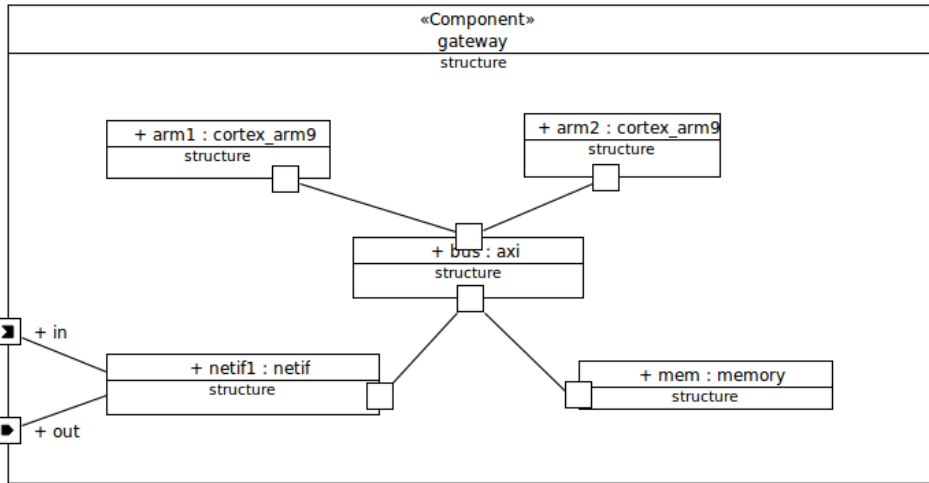 «Component»
gateway
structure
+ arm1 : cortex_arm9
structure
+ arm2 : cortex_arm9
structure
+ bus : axi
structure
+ in
+ netif1 : netif
structure
+ mem : memory
structure
+ out